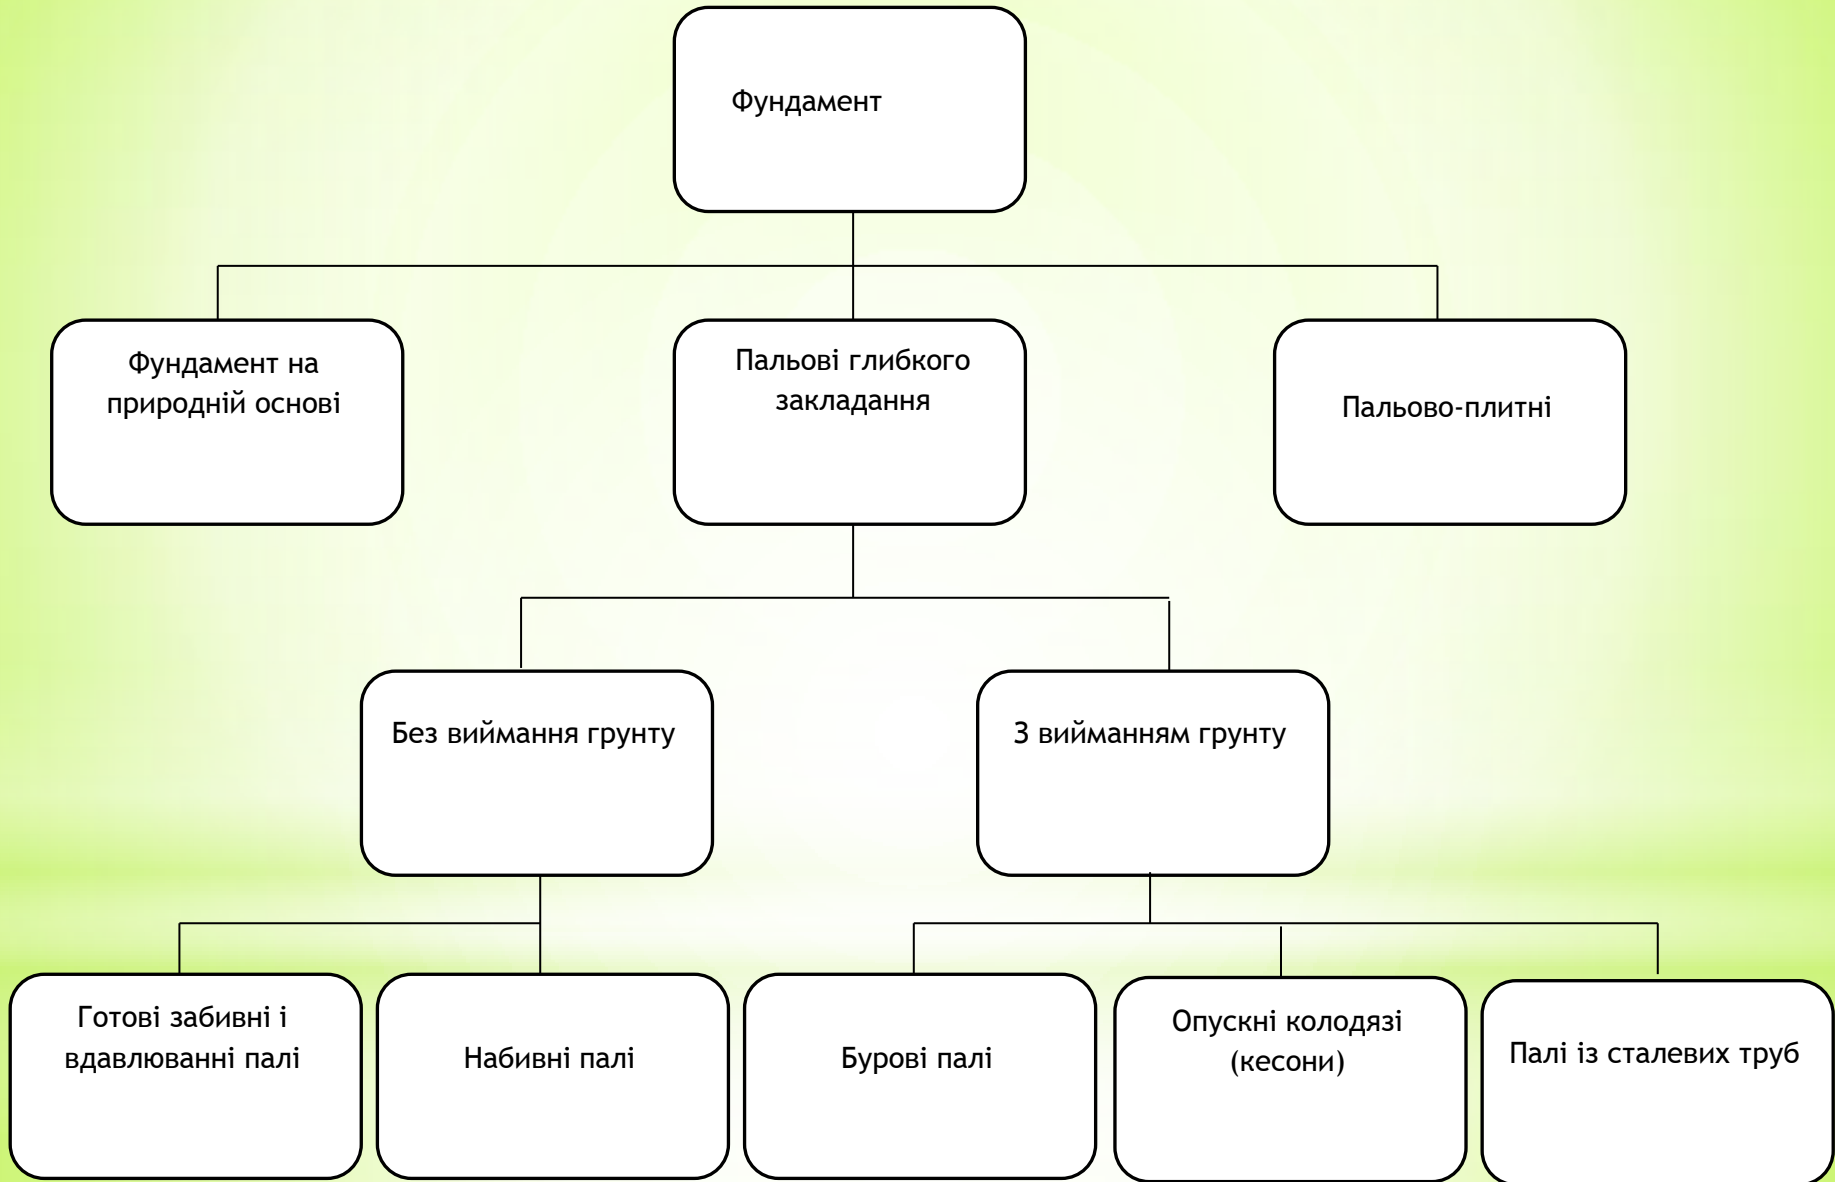 Фундамент
Фундамент на
природній основі
Пальові глибкого
закладання
Пальово-плитні
Без виймання грунту
З вийманням грунту
Готові забивні і
вдавлюванні палі
Набивні палі
Бурові палі
Опускні колодязі
(кесони)
Палі із сталевих труб